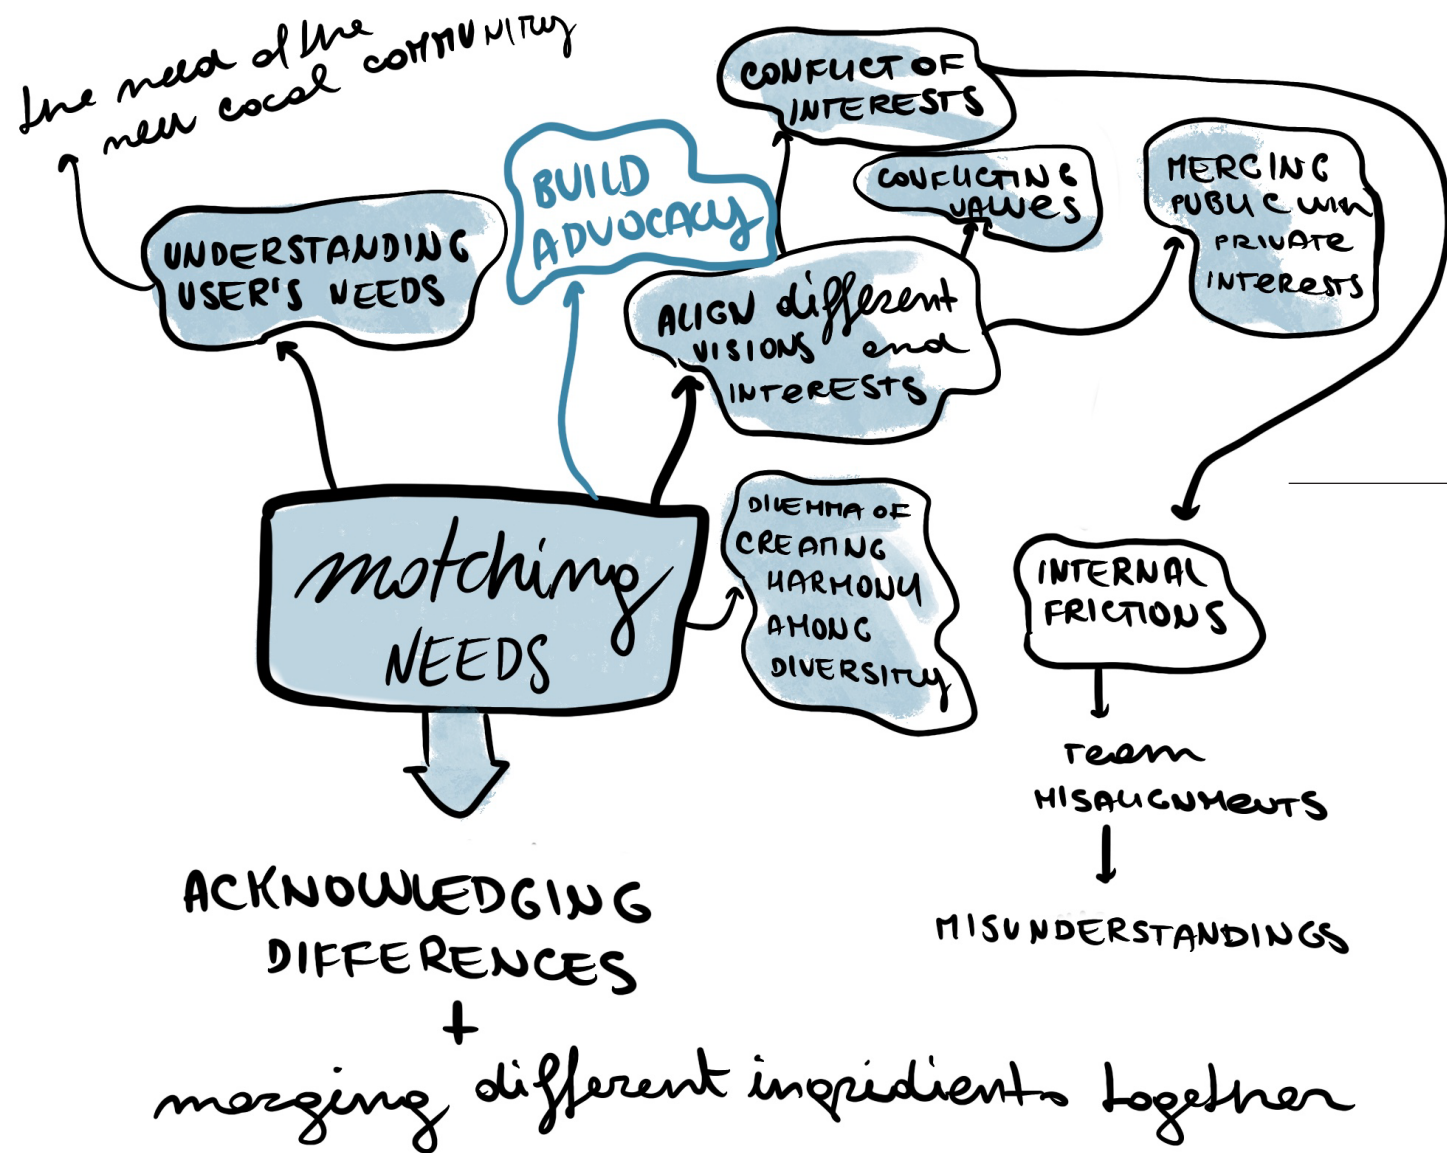 the need of the
new local community
CONFLICT OF
INTERESTS
BUILD
ADVOCACY
CONFLICTING
VALUES
MERGING
PUBLIC WITH
PRIVATE
INTERESTS
UNDERSTANDING
USER'S NEEDS
ALIGN different
VISIONS and
INTERESTS
matching
NEEDS
DILEMMA OF
CREATING
HARMONY
AMONG
DIVERSITY
INTERNAL
FRICTIONS
Team
MISALIGNMENTS
MISUNDERSTANDINGS
ACKNOWLEDGING
DIFFERENCES
+
merging different ingridients together